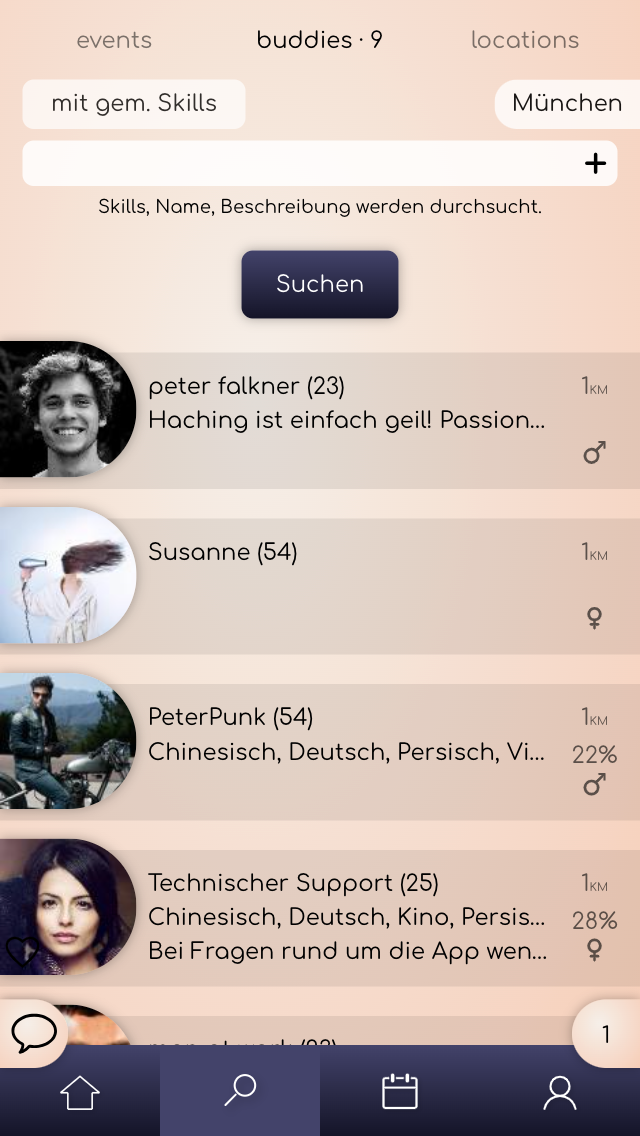 events buddies · 9 locations
mit gem. Skills München
Skills, Name, Beschreibung werden durchsucht.
Suchen
peter falkner (23) 1KM
Haching ist einfach geil! Passion...
Susanne (54) 1KM
PeterPunk (54) 1KM
Chinesisch, Deutsch, Persisch, Vi... 22%
Technischer Support (25) 1KM
Chinesisch, Deutsch, Kino, Persis... 28%
Bei Fragen rund um die App wen...
1